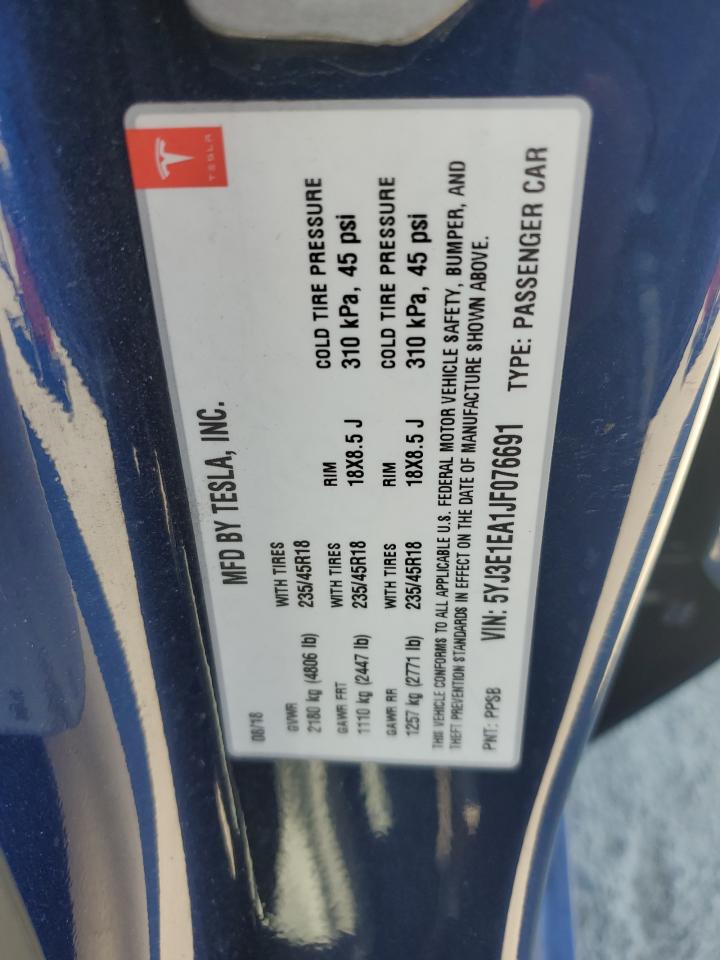 TESLA
MFD BY TESLA, INC.
08/18
GVWR WITH TIRES
2180 kg (4806 lb) 235/45R18
GAWR FRT WITH TIRES RIM COLD TIRE PRESSURE
1110 kg (2447 lb) 235/45R18 18X8.5 J 310 kPa, 45 psi
GAWR RR WITH TIRES RIM COLD TIRE PRESSURE
1257 kg (2771 lb) 235/45R18 18X8.5 J 310 kPa, 45 psi
THIS VEHICLE CONFORMS TO ALL APPLICABLE U.S. FEDERAL MOTOR VEHICLE SAFETY, BUMPER, AND
THEFT PREVENTION STANDARDS IN EFFECT ON THE DATE OF MANUFACTURE SHOWN ABOVE.
PNT: PPSB VIN: 5YJ3E1EA1JF076691 TYPE: PASSENGER CAR